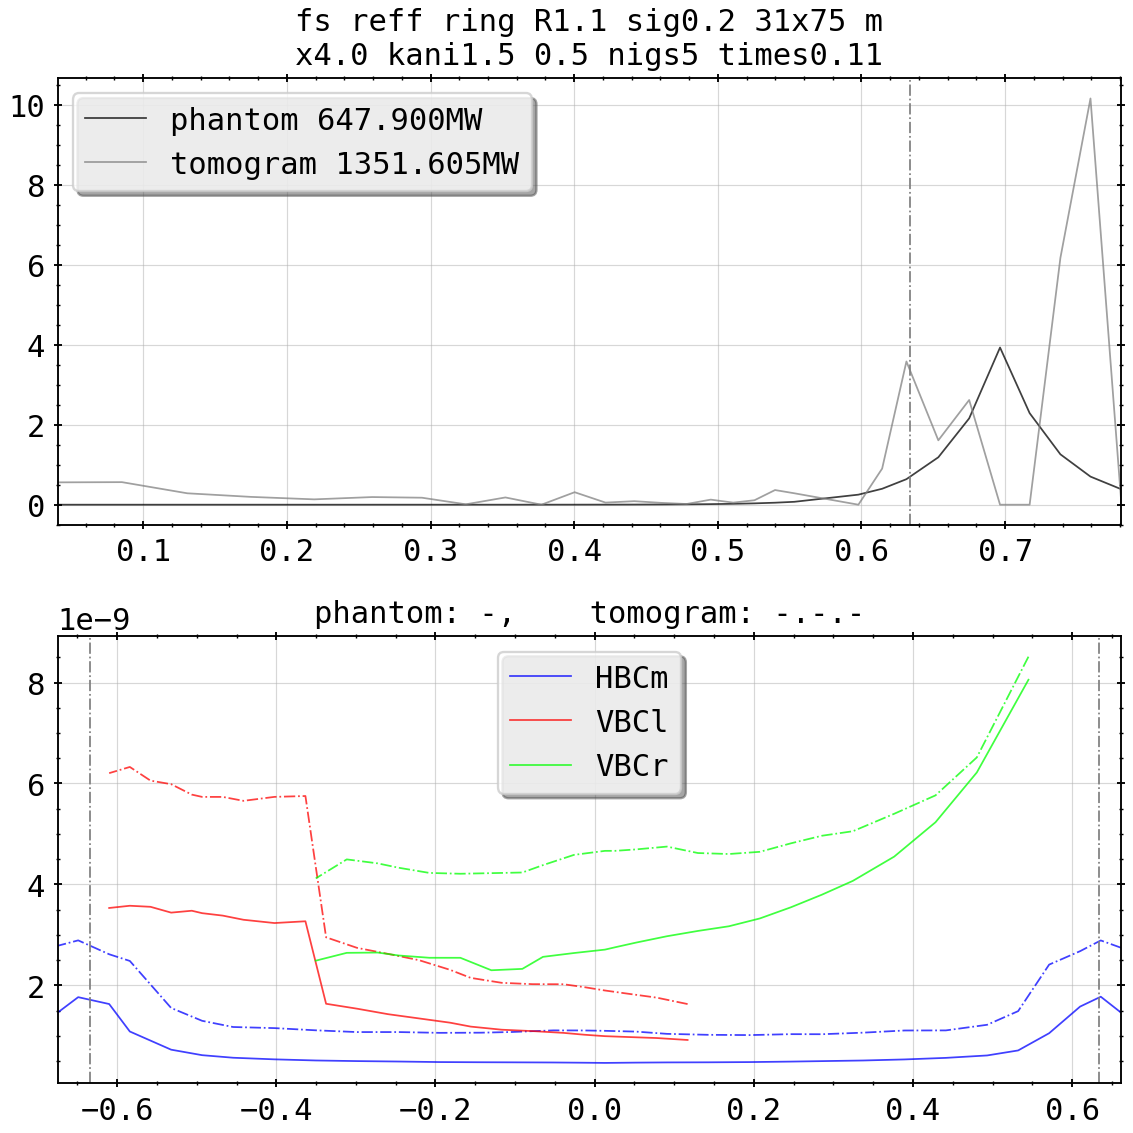 fs reff ring R1.1 sig0.2 31x75 m
x4.0 kani1.5 0.5 nigs5 times0.11
phantom 647.900MW
tomogram 1351.605MW
10
8
6
4
2
0
0.1 0.2 0.3 0.4 0.5 0.6 0.7
1e−9
phantom: -, tomogram: -.-.-
HBCm
VBCl
VBCr
8
6
4
2
−0.6 −0.4 −0.2 0.0 0.2 0.4 0.6